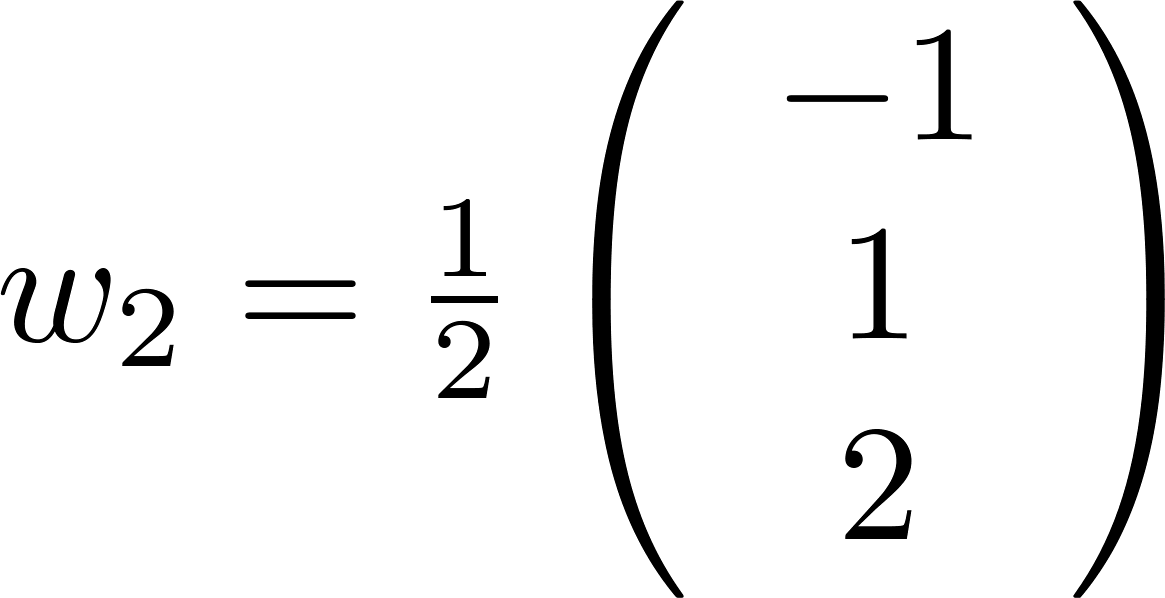 w_2 = \frac{1}{2} \begin{pmatrix} -1 \\ 1 \\ 2 \end{pmatrix}